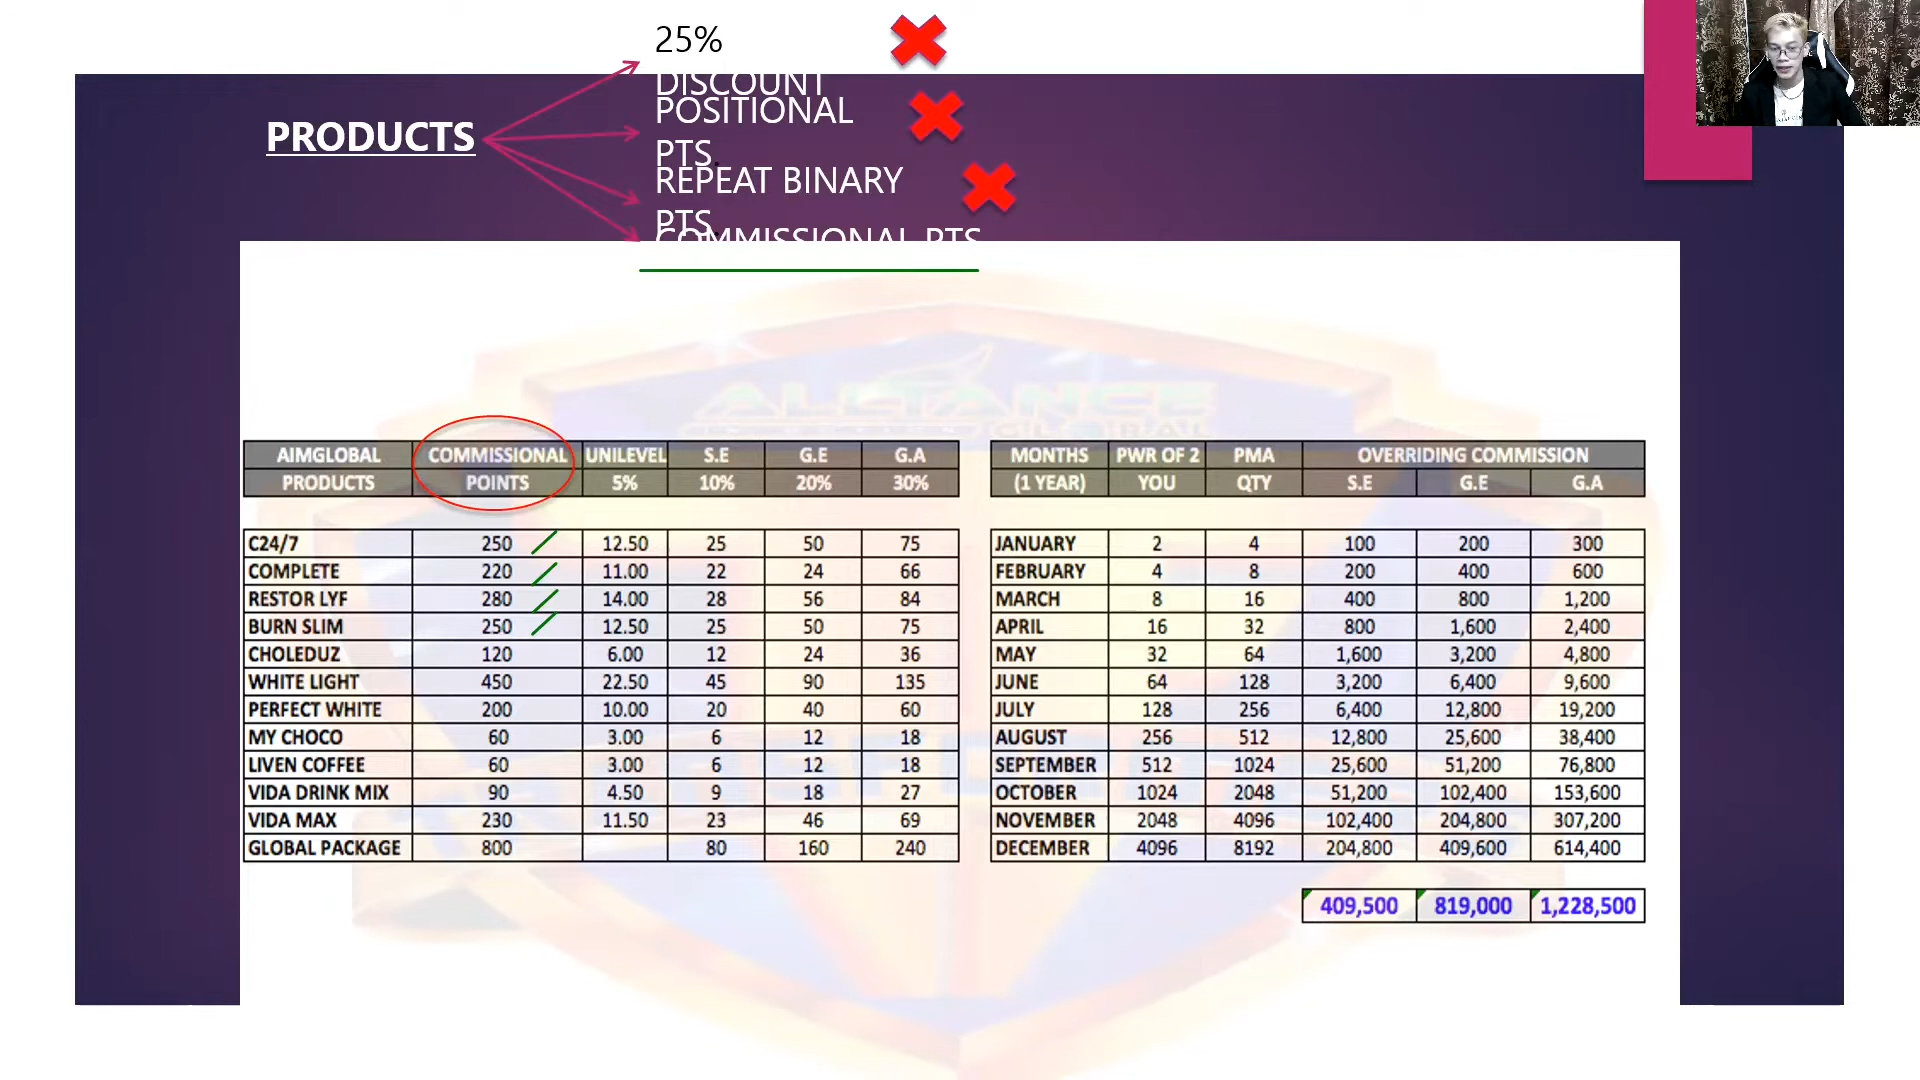 25%
DISCOUNT
POSITIONAL
PTS.
REPEAT BINARY
PTS.
COMMISSIONAL PTS
PRODUCTS
AIMGLOBAL COMMISSIONAL UNILEVEL S.E G.E G.A
PRODUCTS POINTS 5% 10% 20% 30%
C24/7 250 12.50 25 50 75
COMPLETE 220 11.00 22 24 66
RESTOR LYF 280 14.00 28 56 84
BURN SLIM 250 12.50 25 50 75
CHOLEDUZ 120 6.00 12 24 36
WHITE LIGHT 450 22.50 45 90 135
PERFECT WHITE 200 10.00 20 40 60
MY CHOCO 60 3.00 6 12 18
LIVEN COFFEE 60 3.00 6 12 18
VIDA DRINK MIX 90 4.50 9 18 27
VIDA MAX 230 11.50 23 46 69
GLOBAL PACKAGE 800 80 160 240
MONTHS PWR OF 2 PMA OVERRIDING COMMISSION
(1 YEAR) YOU QTY S.E G.E G.A
JANUARY 2 4 100 200 300
FEBRUARY 4 8 200 400 600
MARCH 8 16 400 800 1,200
APRIL 16 32 800 1,600 2,400
MAY 32 64 1,600 3,200 4,800
JUNE 64 128 3,200 6,400 9,600
JULY 128 256 6,400 12,800 19,200
AUGUST 256 512 12,800 25,600 38,400
SEPTEMBER 512 1024 25,600 51,200 76,800
OCTOBER 1024 2048 51,200 102,400 153,600
NOVEMBER 2048 4096 102,400 204,800 307,200
DECEMBER 4096 8192 204,800 409,600 614,400
409,500 819,000 1,228,500